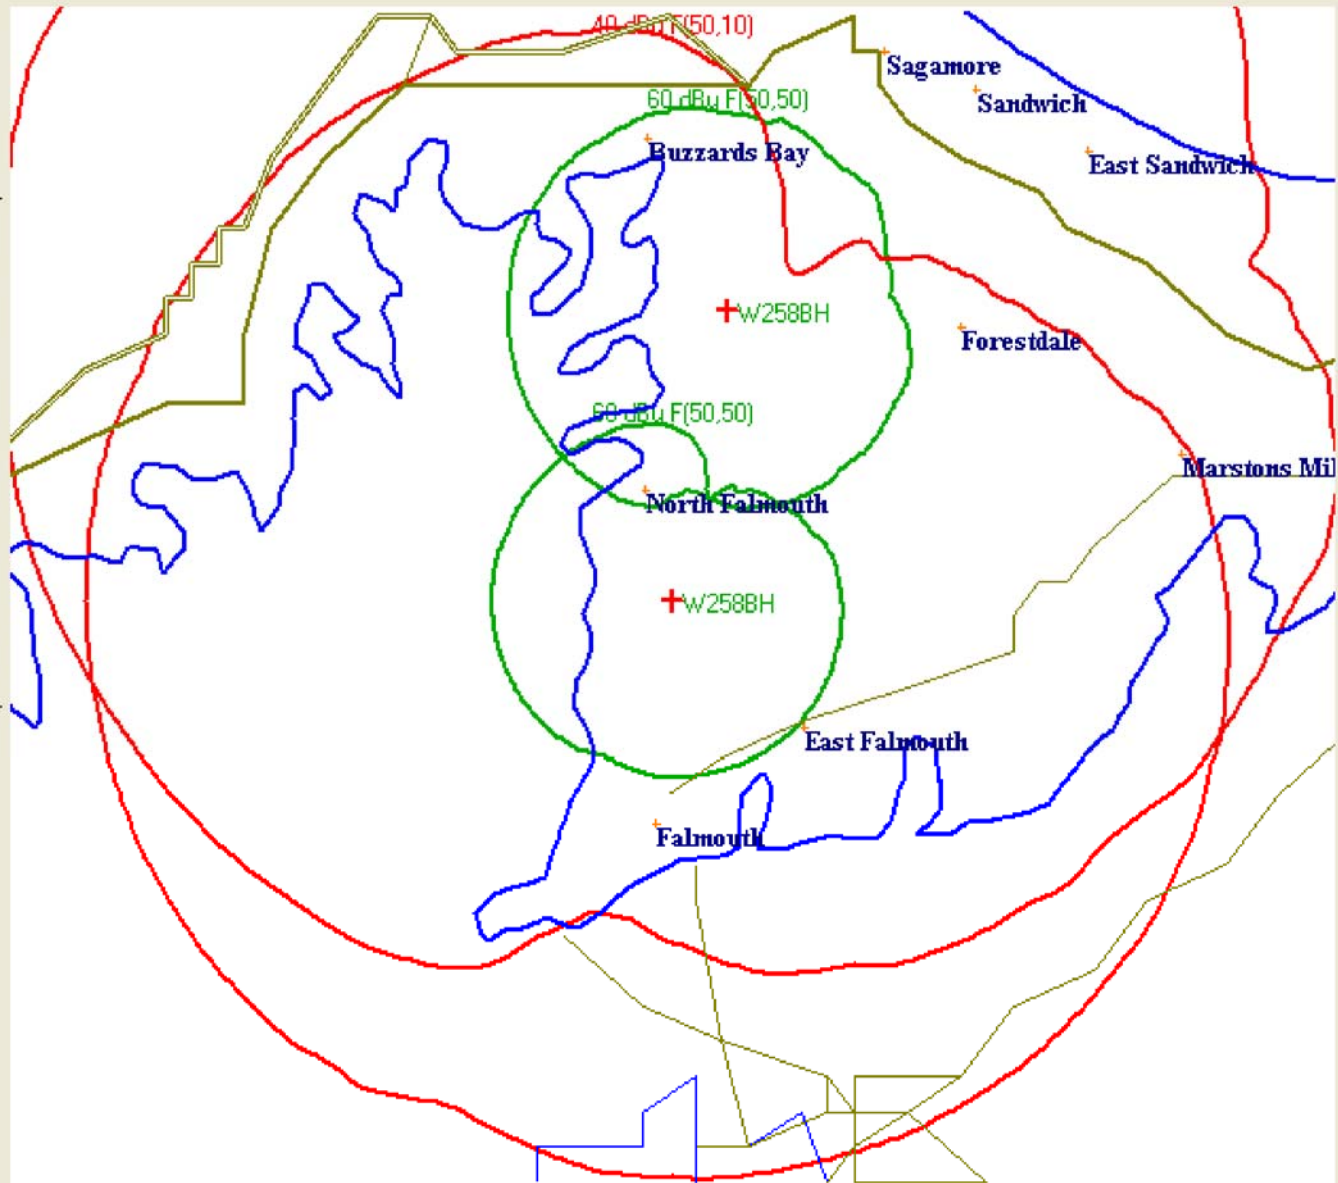 40 dBu F(50,10)
Sagamore
60 dBu F(50,50)
Sandwich
Buzzards Bay
East Sandwich
W258BH
Forestdale
60 dBu F(50,50)
Marstons Mil
North Falmouth
W258BH
East Falmouth
Falmouth